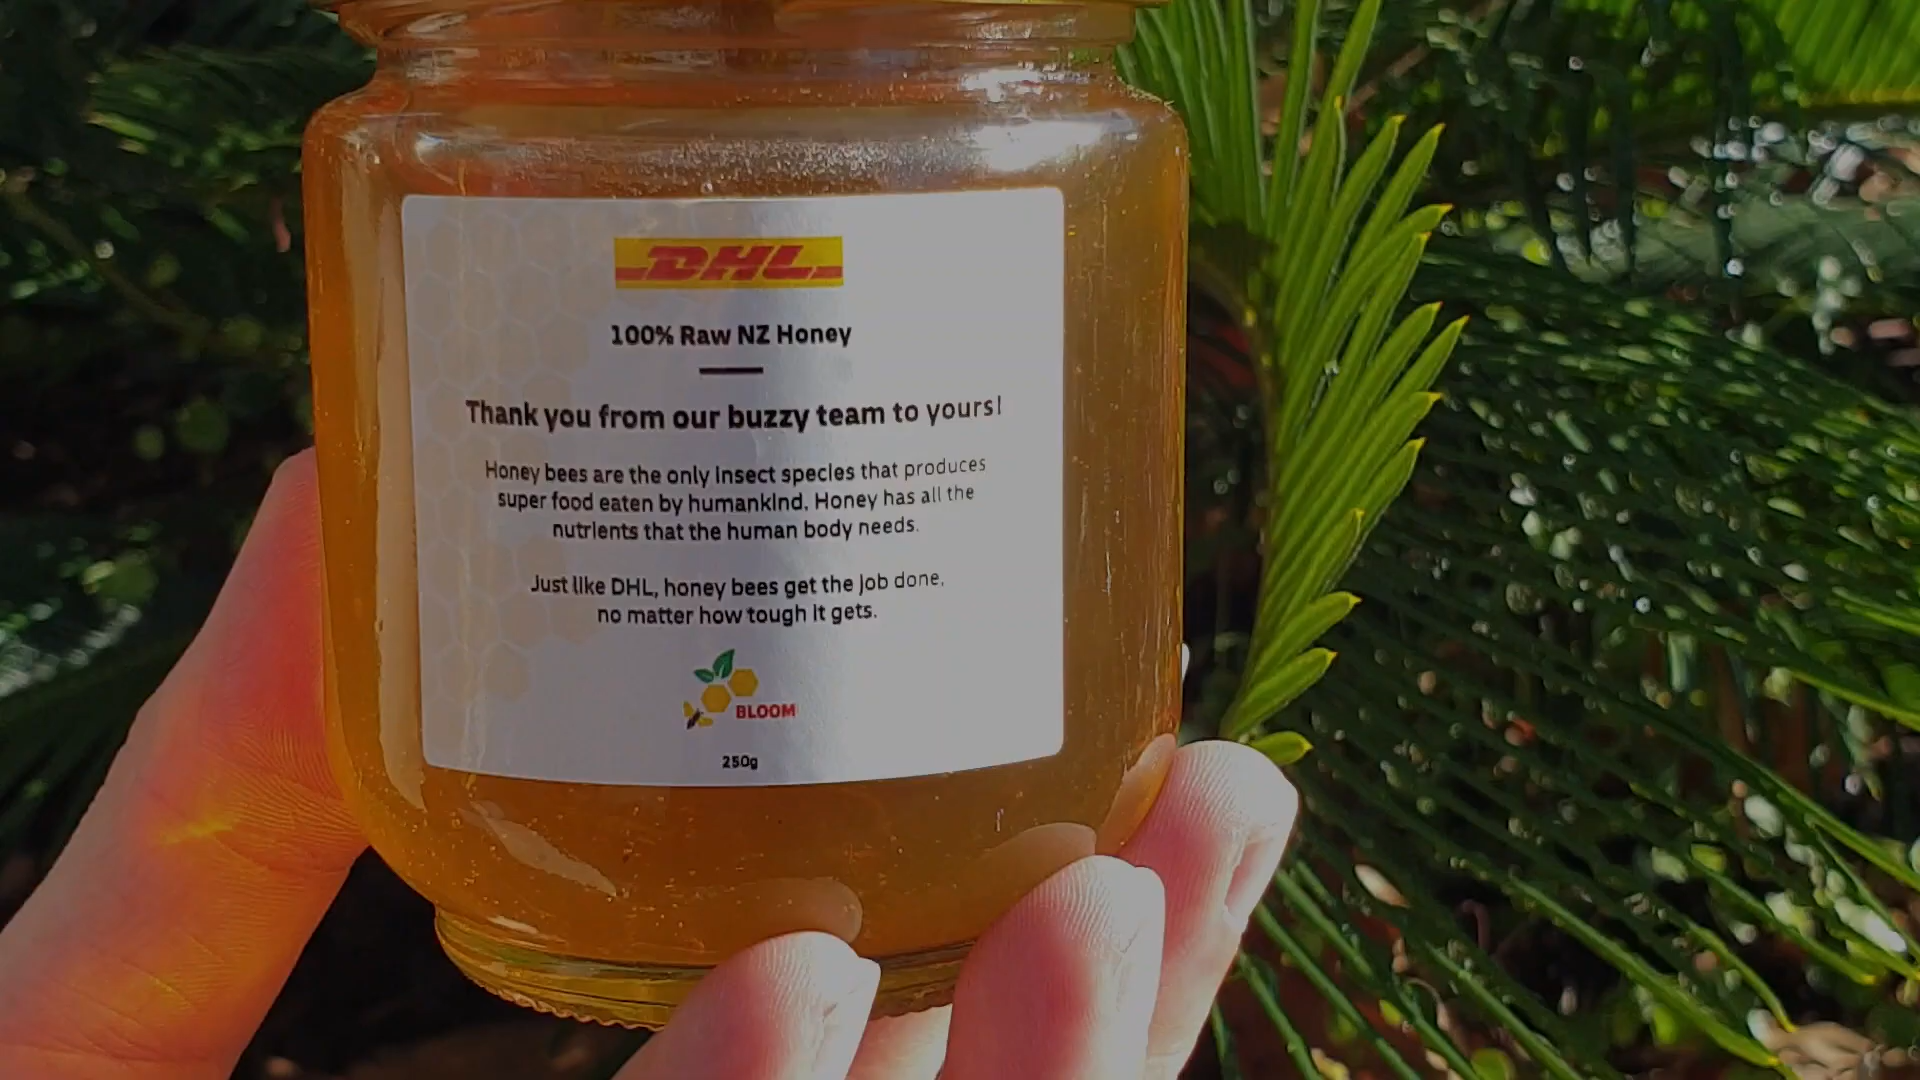 DHL
100% Raw NZ Honey
Thank you from our buzzy team to yours!
Honey bees are the only insect species that produces
super food eaten by humankind. Honey has all the
nutrients that the human body needs.
Just like DHL, honey bees get the job done,
no matter how tough it gets.
BLOOM
250g